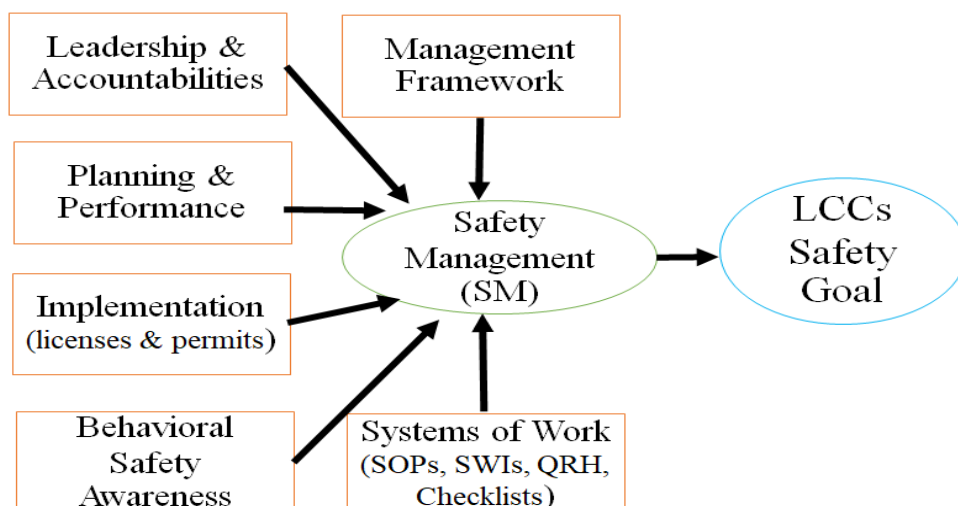 Leadership &
Accountabilities
Management
Framework
Planning &
Performance
Safety
Management
(SM)
LCCs
Safety
Goal
Implementation
(licenses & permits)
Behavioral
Safety
Awareness
Systems of Work
(SOPs, SWIs, QRH,
Checklists)